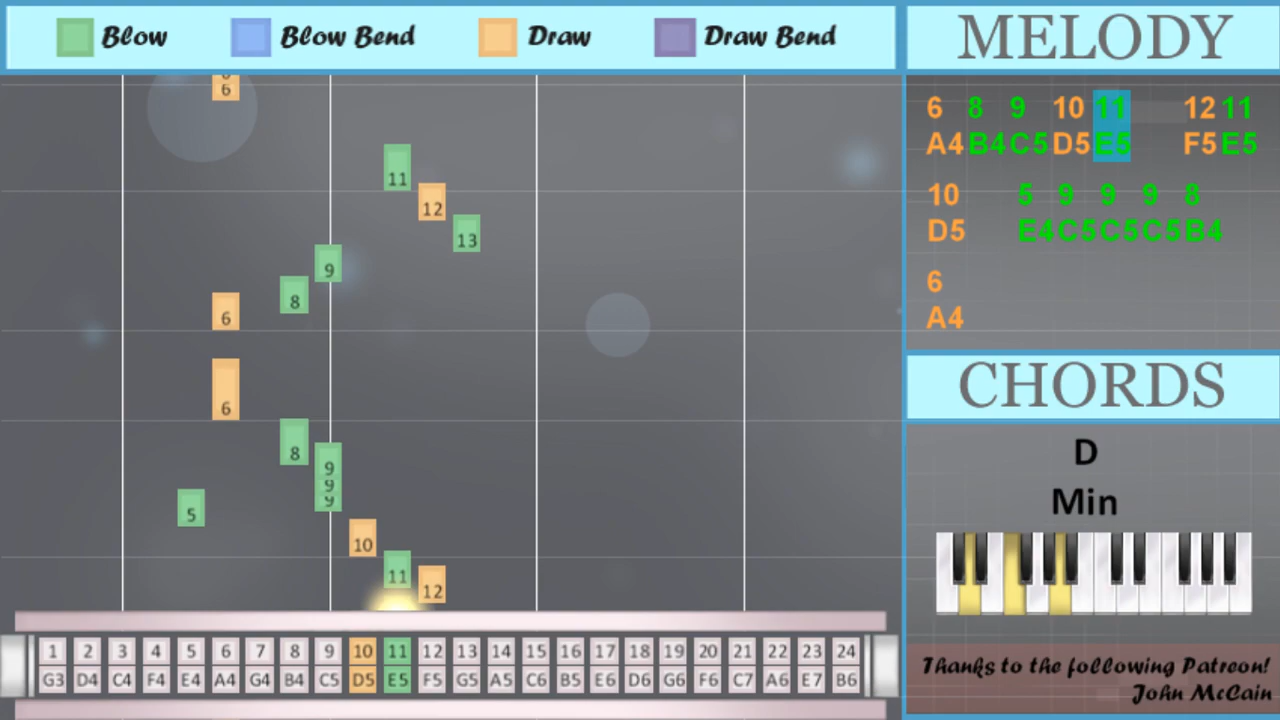 Blow Blow Bend Draw Draw Bend
MELODY
6 8 9 10 11 12 11
A4 B4 C5 D5 E5 F5 E5
10 5 9 9 9 8
D5 E4 C5 C5 C5 B4
6
A4
CHORDS
D
Min
6
11
12
13
9
8
6
6
8
9
9
9
5
10
11
12
1 2 3 4 5 6 7 8 9 10 11 12 13 14 15 16 17 18 19 20 21 22 23 24
G3 D4 C4 F4 E4 A4 G4 B4 C5 D5 E5 F5 G5 A5 C6 B5 E6 D6 G6 F6 C7 A6 E7 B6
Thanks to the following Patreon!
John McCain